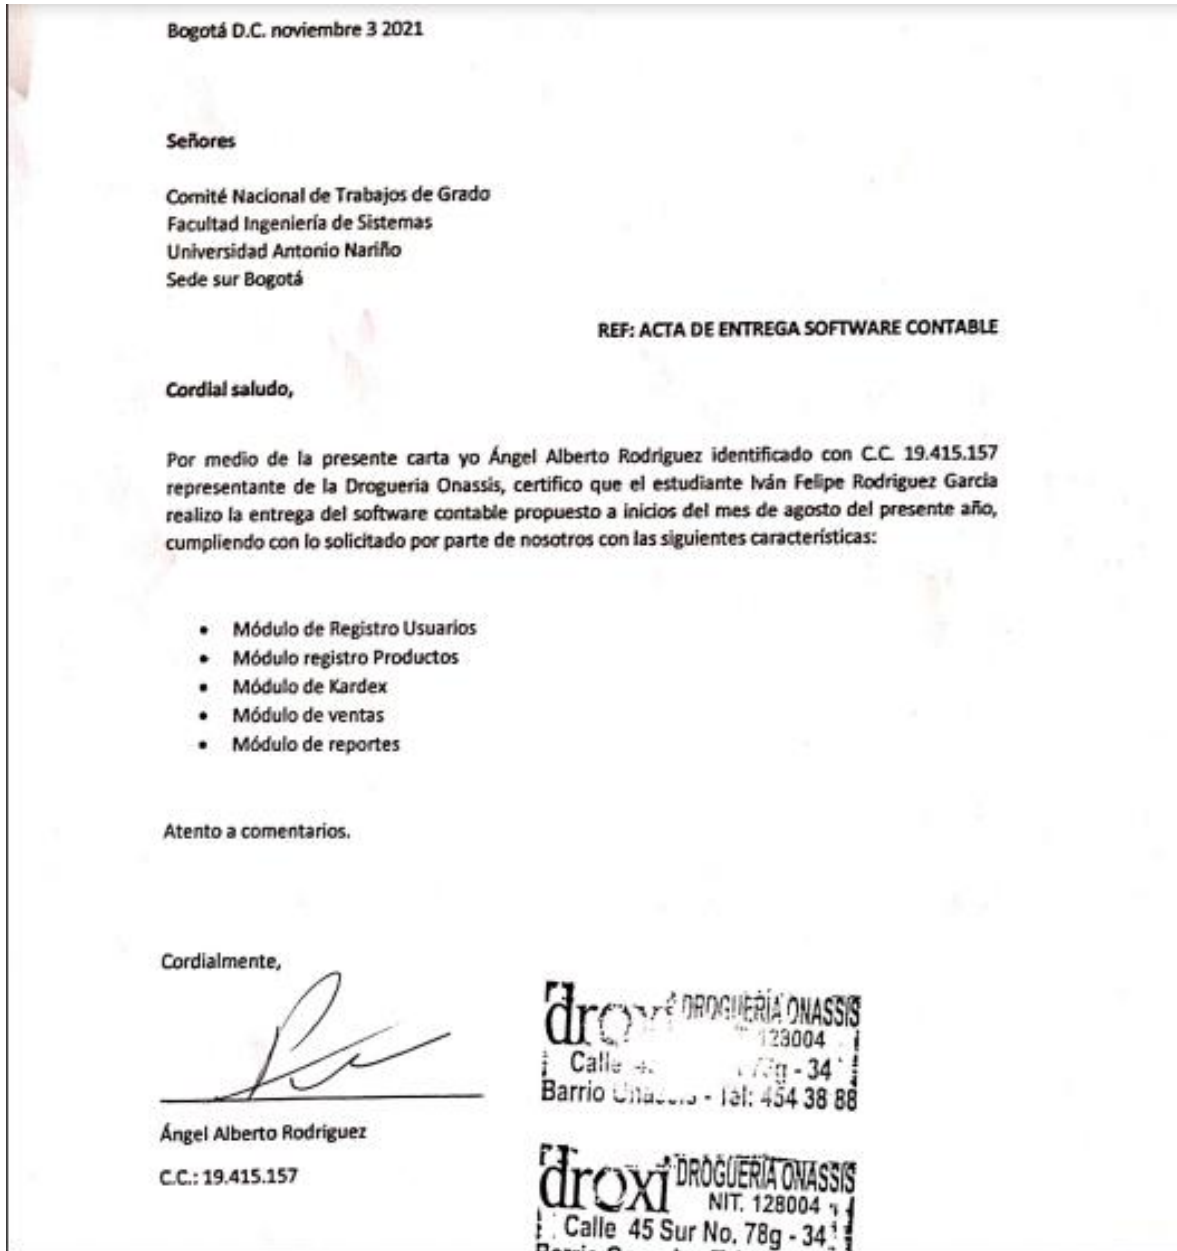 Bogotá D.C. noviembre 3 2021
Señores
Comité Nacional de Trabajos de Grado
Facultad Ingeniería de Sistemas
Universidad Antonio Nariño
Sede sur Bogotá
REF: ACTA DE ENTREGA SOFTWARE CONTABLE
Cordial saludo,
Por medio de la presente carta yo Ángel Alberto Rodriguez identificado con C.C. 19.415.157
representante de la Drogueria Onassis, certifico que el estudiante Iván Felipe Rodriguez Garcia
realizo la entrega del software contable propuesto a inicios del mes de agosto del presente año,
cumpliendo con lo solicitado por parte de nosotros con las siguientes características:
• Módulo de Registro Usuarios
• Módulo registro Productos
• Módulo de Kardex
• Módulo de ventas
• Módulo de reportes
Atento a comentarios.
Cordialmente,
Ángel Alberto Rodriguez
C.C.: 19.415.157
DROGUERÍA ONASSIS
Calle - 34
Barrio - Tel: 454 38 88
droxi DROGUERÍA ONASSIS
NIT. 128004
Calle 45 Sur No. 78g - 34